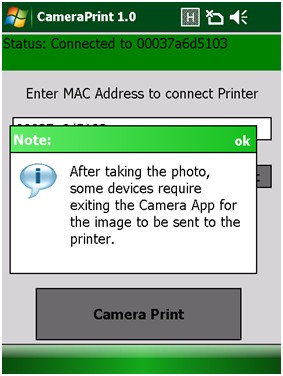 CameraPrint 1.0
H
Status: Connected to 00037a6d5103
Enter MAC Address to connect Printer
Note:
ok
After taking the photo,
some devices require
exiting the Camera App for
the image to be sent to the
printer.
Camera Print